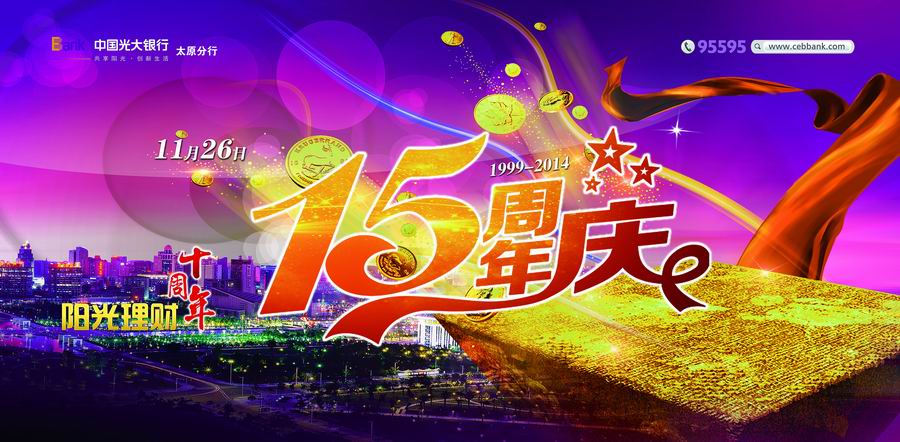 Bank 中国光大银行 太原分行
共享阳光·创新生活
95595 www.cebbank.com
11月26日
1999-2014
15周年庆
十周年
阳光理财
KRUGERRAND